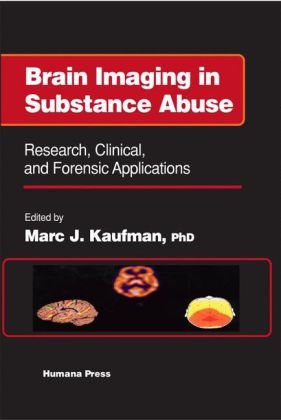 Brain Imaging in
Substance Abuse
Research, Clinical,
and Forensic Applications
Edited by
Marc J. Kaufman, PhD
Humana Press